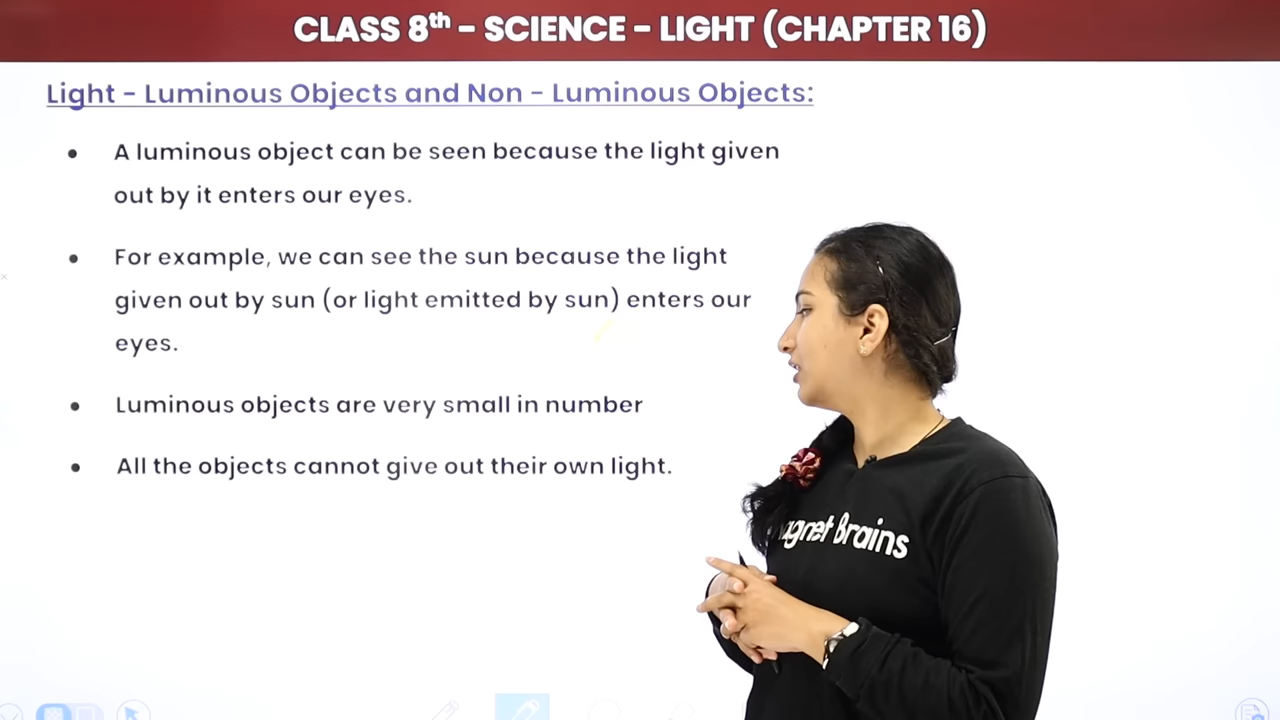 CLASS 8th - SCIENCE - LIGHT (CHAPTER 16)
Light - Luminous Objects and Non - Luminous Objects:
• A luminous object can be seen because the light given
out by it enters our eyes.
• For example, we can see the sun because the light
given out by sun (or light emitted by sun) enters our
eyes.
• Luminous objects are very small in number
• All the objects cannot give out their own light.
agnet Brains